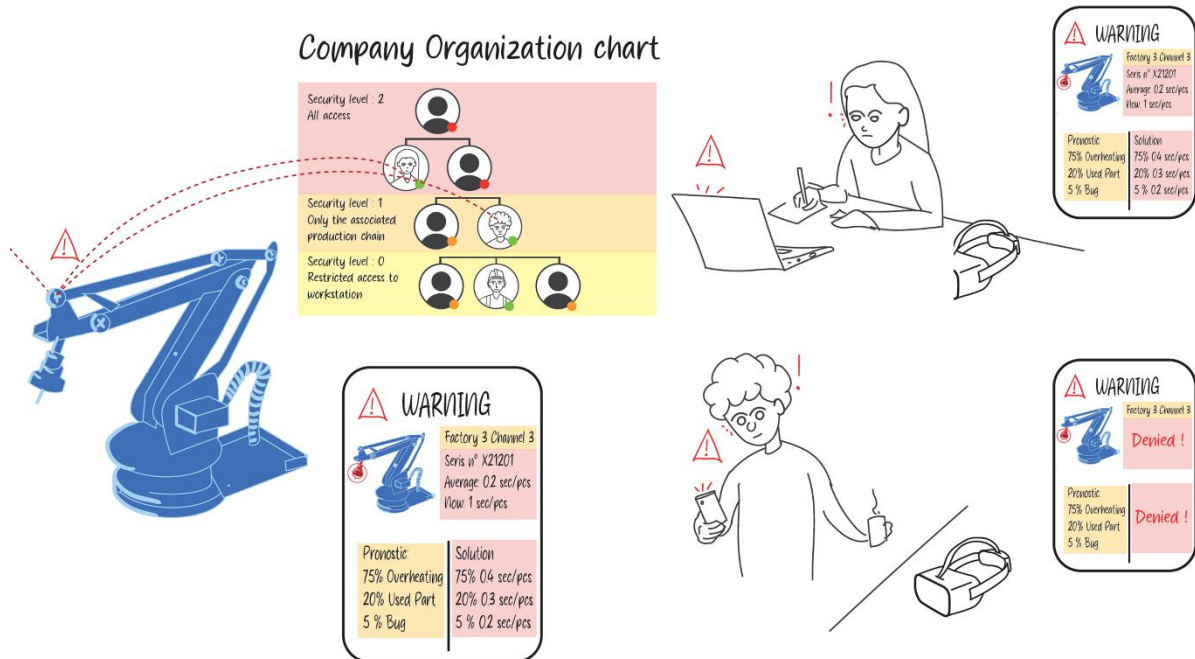 Company Organization chart
Security level : 2
All access
Security level : 1
Only the associated
production chain
Security level : 0
Restricted access to
workstation
WARNING
Factory 3 Channel 3
Seris n° X21201
Average: 0.2 sec/pcs
Now: 1 sec/pcs
Pronostic:
75% Overheating
20% Used Part
5 % Bug
Solution
75% 0.4 sec/pcs
20% 0.3 sec/pcs
5 % 0.2 sec/pcs
WARNING
Factory 3 Channel 3
Seris n° X21201
Average: 0.2 sec/pcs
Now: 1 sec/pcs
Pronostic:
75% Overheating
20% Used Part
5 % Bug
Solution
75% 0.4 sec/pcs
20% 0.3 sec/pcs
5 % 0.2 sec/pcs
WARNING
Factory 3 Channel 3
Denied !
Pronostic:
75% Overheating
20% Used Part
5 % Bug
Denied !